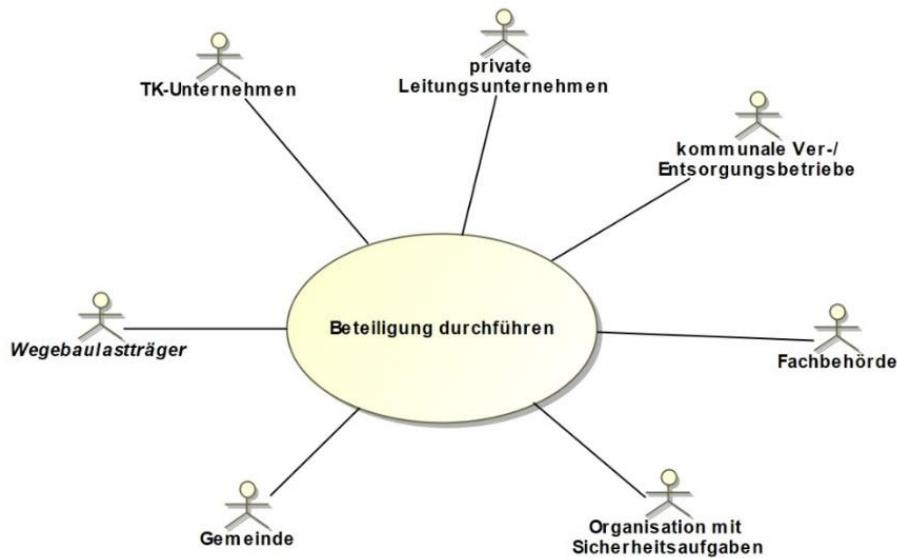 private
Leitungsunternehmen
TK-Unternehmen
kommunale Ver-/
Entsorgungsbetriebe
Beteiligung durchführen
Wegebaulastträger
Fachbehörde
Gemeinde
Organisation mit
Sicherheitsaufgaben